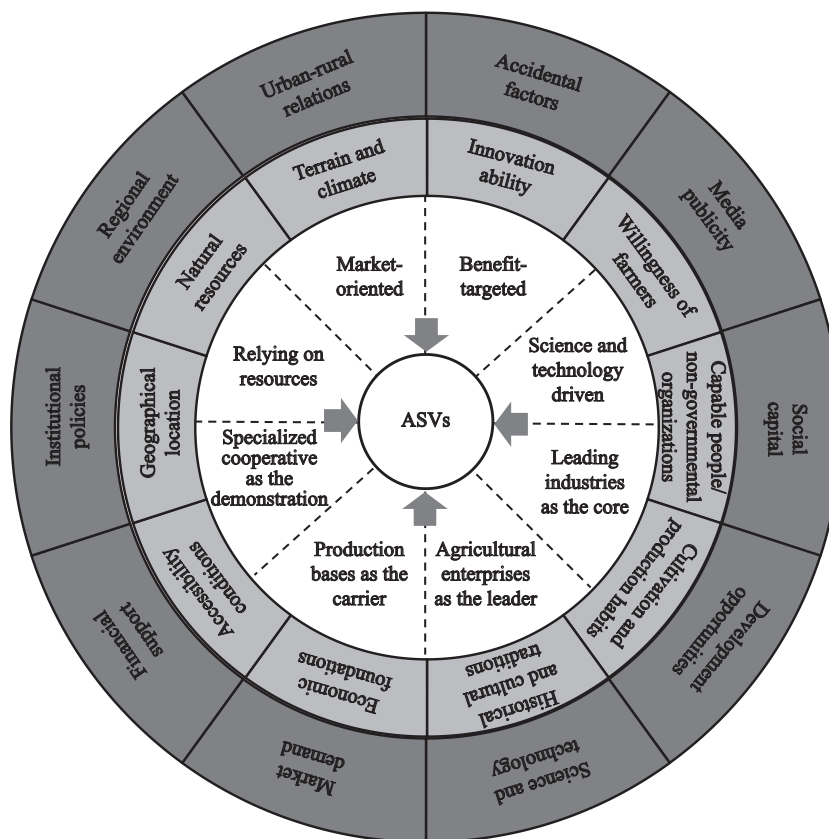 Urban-rural
relations
Accidental
factors
Media
publicity
Social
capital
Development
opportunities
Science and
technology
Market
demand
Financial
support
Institutional
policies
Regional
environment
Terrain and
climate
Innovation
ability
Willingness of
farmers
Capable people/
non-governmental
organizations
Cultivation and
production habits
Historical
and cultural
traditions
Economic
foundations
Accessibility
conditions
Geographical
location
Natural
resources
Market-
oriented
Benefit-
targeted
Science and
technology
driven
Leading
industries
as the core
Agricultural
enterprises
as the leader
Production
bases as the
carrier
Specialized
cooperative
as the
demonstration
Relying on
resources
ASVs